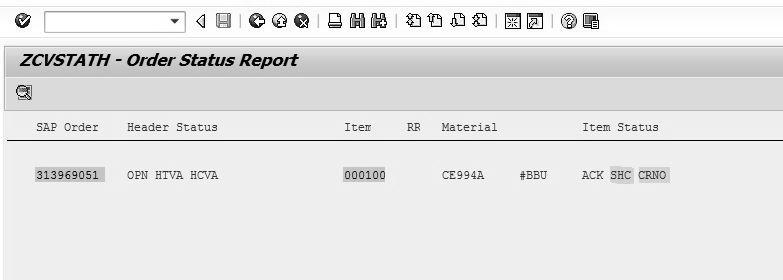 ZCVSTATH - Order Status Report
SAP Order Header Status Item RR Material Item Status
313969051 OPN HTVA HCVA 000100 CE994A #BBU ACK SHC CRNO